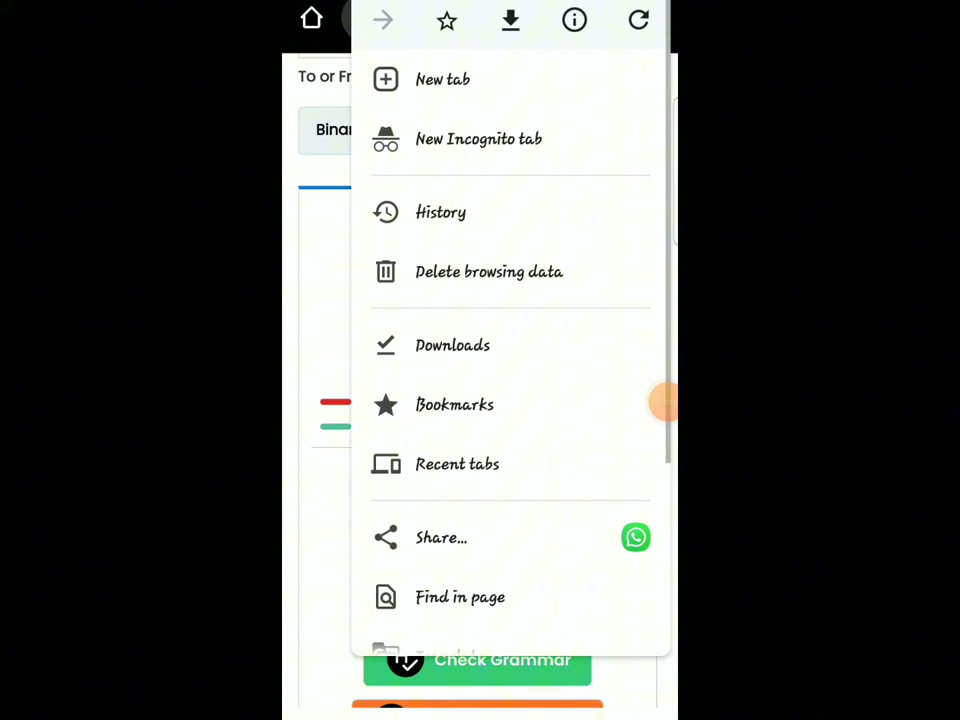 To or Fr
Binar
New tab
New Incognito tab
History
Delete browsing data
Downloads
Bookmarks
Recent tabs
Share...
Find in page
Check Grammar